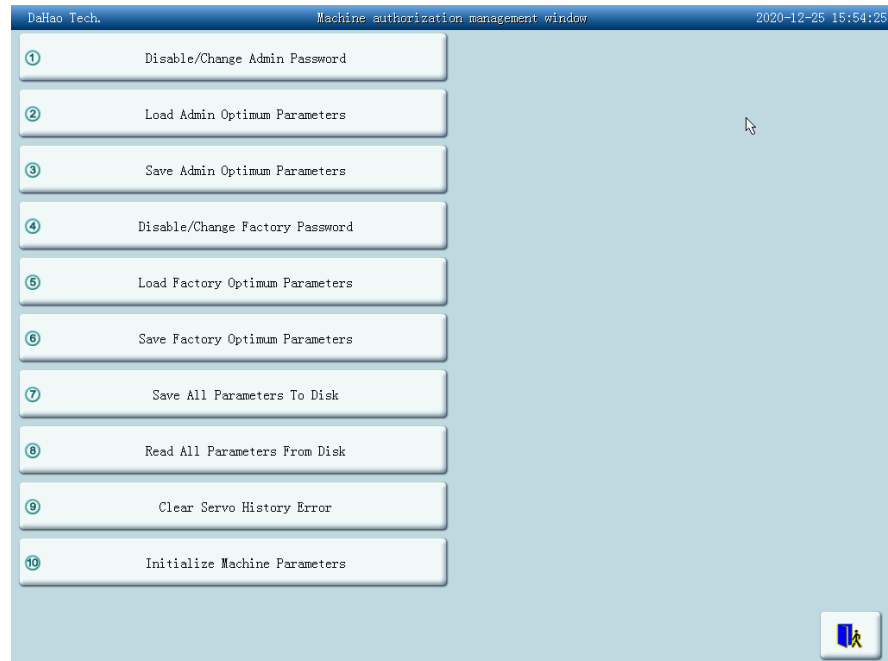 DaHao Tech. Machine authorization management window 2020-12-25 15:54:25
1 Disable/Change Admin Password
2 Load Admin Optimum Parameters
3 Save Admin Optimum Parameters
4 Disable/Change Factory Password
5 Load Factory Optimum Parameters
6 Save Factory Optimum Parameters
7 Save All Parameters To Disk
8 Read All Parameters From Disk
9 Clear Servo History Error
10 Initialize Machine Parameters